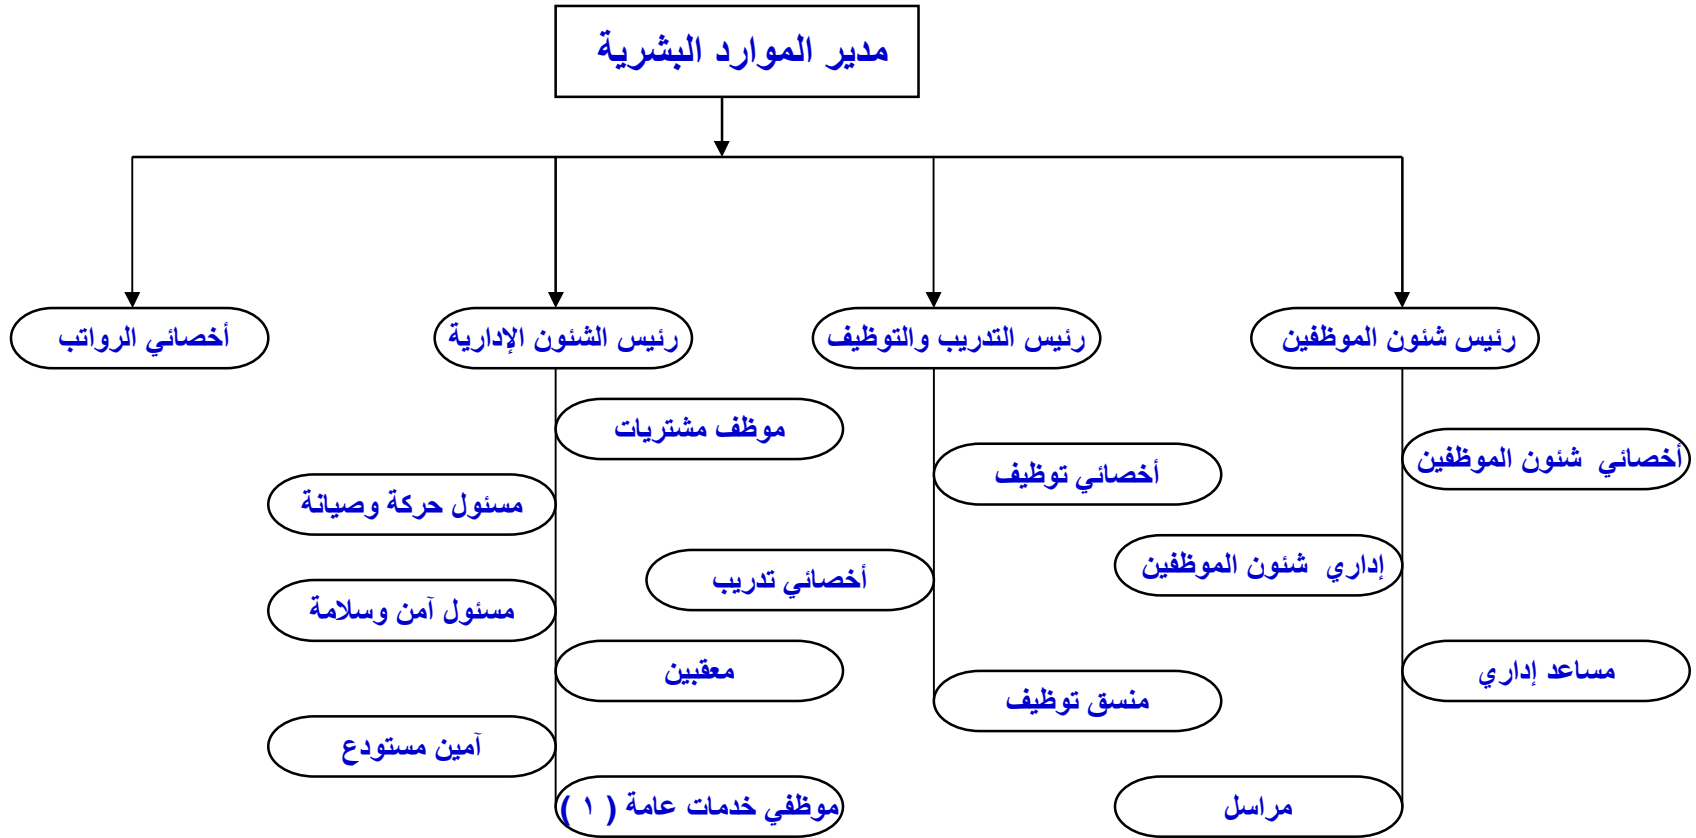 مدير الموارد البشرية
رئيس شئون الموظفين
رئيس التدريب والتوظيف
رئيس الشئون الإدارية
أخصائي الرواتب
أخصائي شئون الموظفين
إداري شئون الموظفين
مساعد إداري
مراسل
أخصائي توظيف
أخصائي تدريب
منسق توظيف
موظف مشتريات
مسئول حركة وصيانة
مسئول آمن وسلامة
معقبين
آمين مستودع
موظفي خدمات عامة ( ١ )